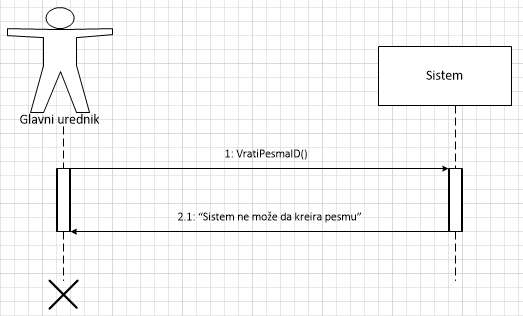 Glavni urednik
Sistem
1: VratiPesmaID()
2.1: “Sistem ne može da kreira pesmu”